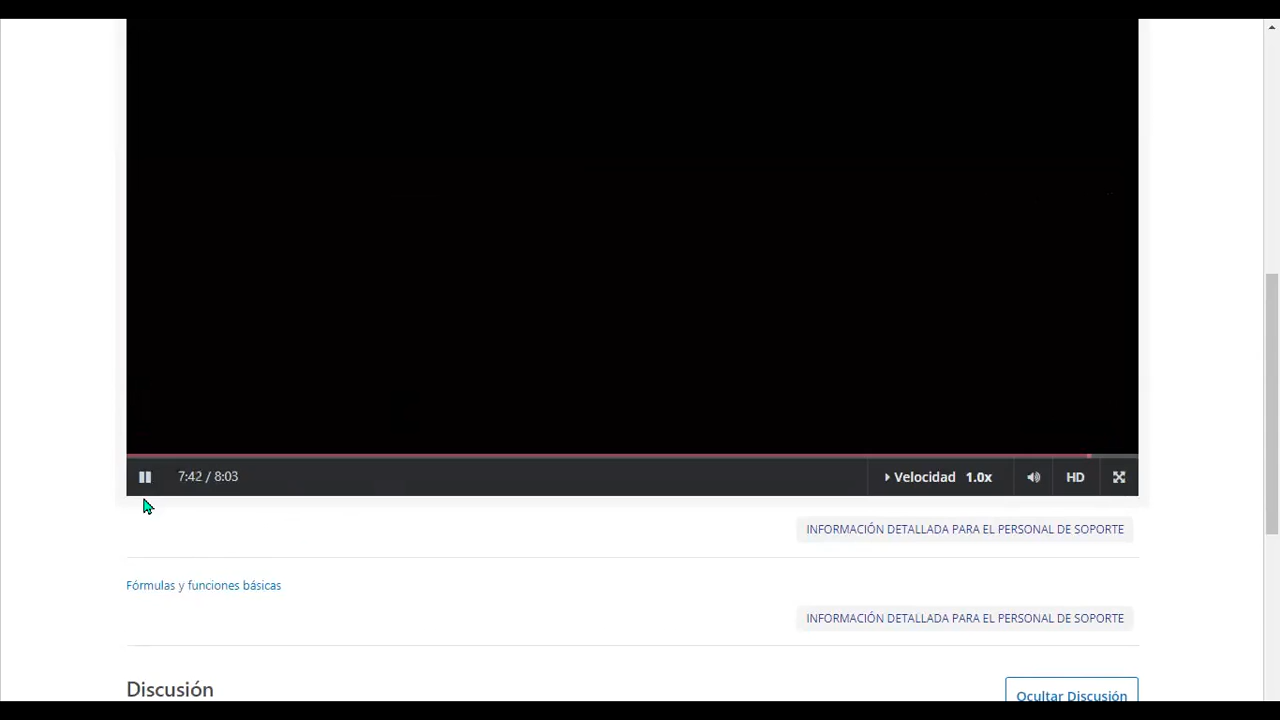 7:42 / 8:03
Velocidad 1.0x
HD
INFORMACIÓN DETALLADA PARA EL PERSONAL DE SOPORTE
Fórmulas y funciones básicas
INFORMACIÓN DETALLADA PARA EL PERSONAL DE SOPORTE
Discusión
Ocultar Discusión